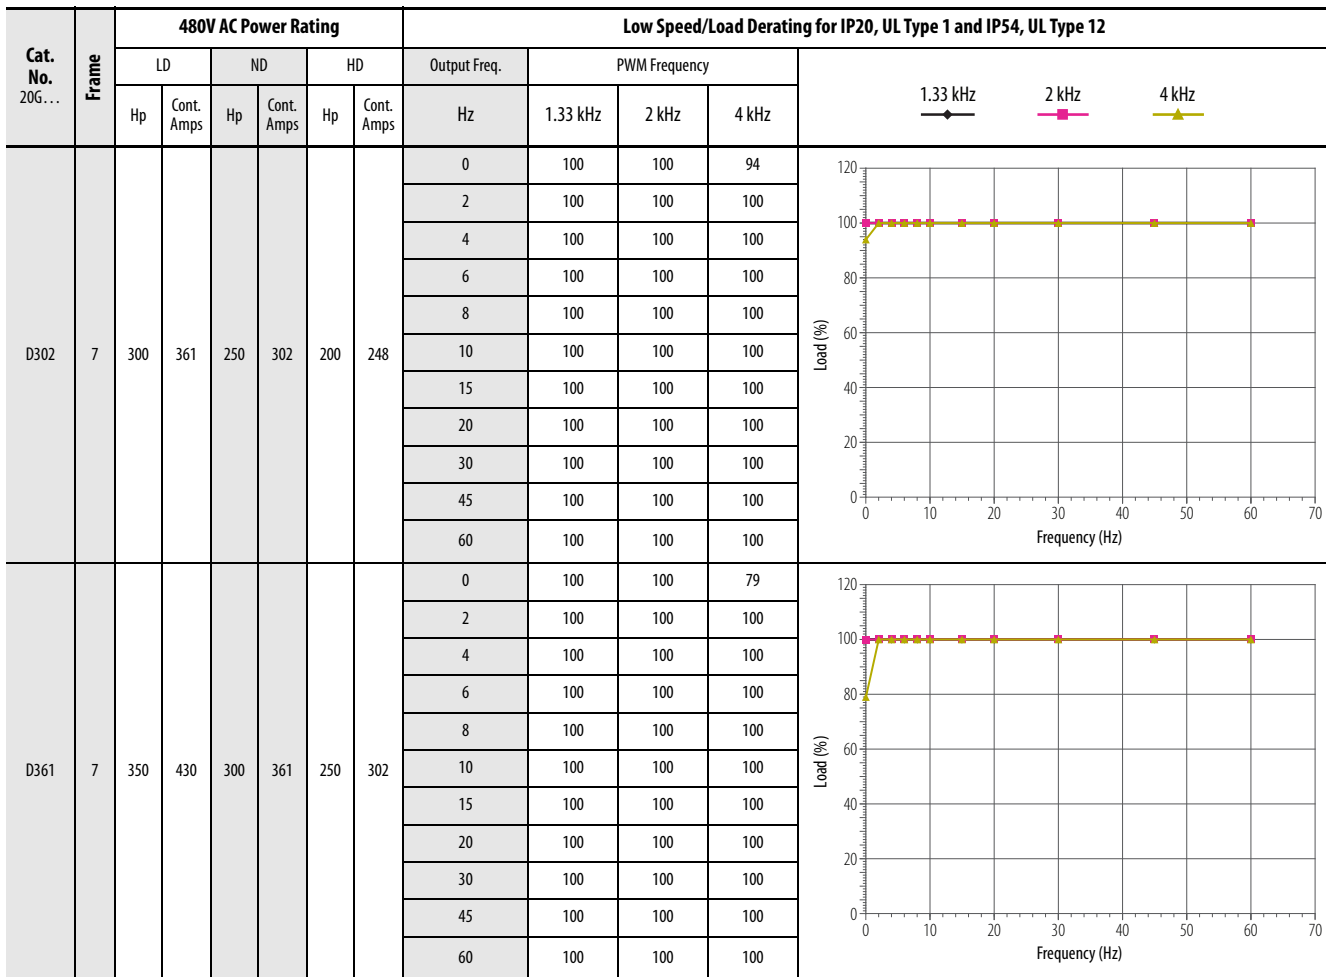 480V AC Power Rating Low Speed/Load Derating for IP20, UL Type 1 and IP54, UL Type 12
Cat. No. 20G… Frame LD ND HD Output Freq. PWM Frequency
Hp Cont. Amps Hp Cont. Amps Hp Cont. Amps Hz 1.33 kHz 2 kHz 4 kHz
1.33 kHz 2 kHz 4 kHz
D302 7 300 361 250 302 200 248
0 100 100 94
2 100 100 100
4 100 100 100
6 100 100 100
8 100 100 100
10 100 100 100
15 100 100 100
20 100 100 100
30 100 100 100
45 100 100 100
60 100 100 100
120
100
80
60
40
20
0
Load (%)
0 10 20 30 40 50 60 70
Frequency (Hz)
D361 7 350 430 300 361 250 302
0 100 100 79
2 100 100 100
4 100 100 100
6 100 100 100
8 100 100 100
10 100 100 100
15 100 100 100
20 100 100 100
30 100 100 100
45 100 100 100
60 100 100 100
120
100
80
60
40
20
0
Load (%)
0 10 20 30 40 50 60 70
Frequency (Hz)